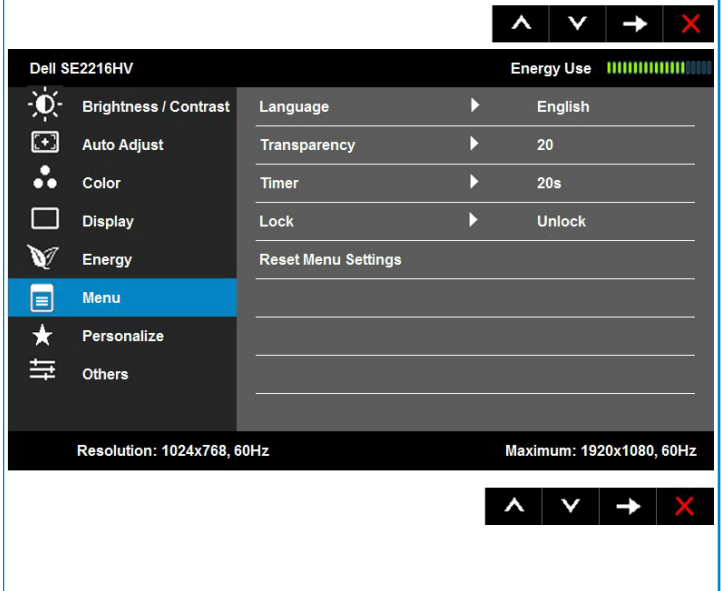 Dell SE2216HV Energy Use
Brightness / Contrast Language English
Auto Adjust Transparency 20
Color Timer 20s
Display Lock Unlock
Energy Reset Menu Settings
Menu
Personalize
Others
Resolution: 1024x768, 60Hz Maximum: 1920x1080, 60Hz